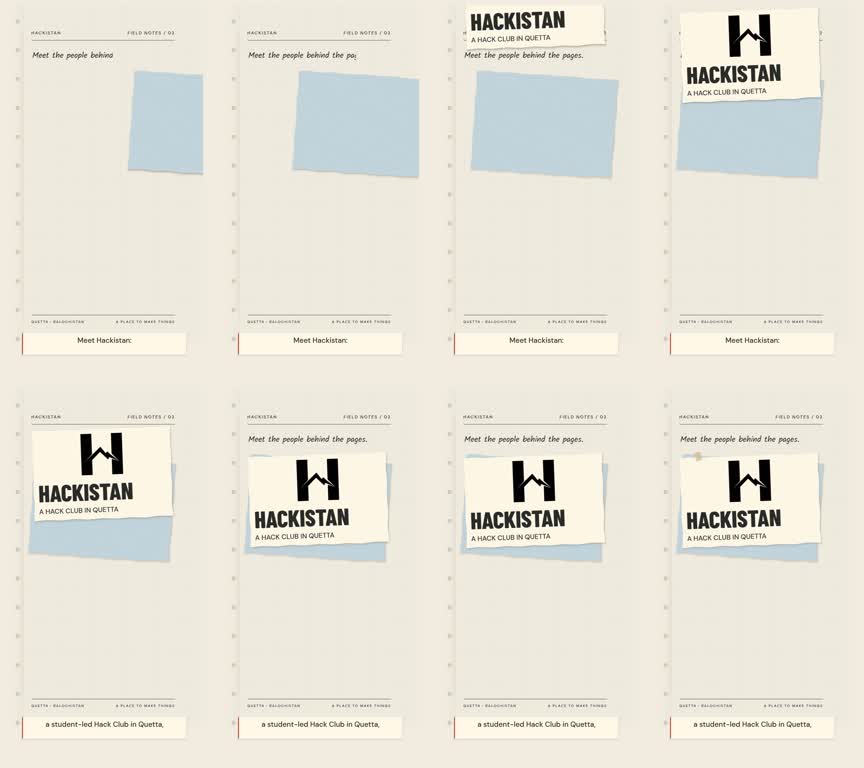 HACKISTAN FIELD NOTES / 02
Meet the people behind
QUETTA · BALOCHISTAN A PLACE TO MAKE THINGS
Meet Hackistan:
HACKISTAN FIELD NOTES / 02
Meet the people behind the pag
QUETTA · BALOCHISTAN A PLACE TO MAKE THINGS
Meet Hackistan:
HACKISTAN
A HACK CLUB IN QUETTA
Meet the people behind the pages.
QUETTA · BALOCHISTAN A PLACE TO MAKE THINGS
Meet Hackistan:
H
HACKISTAN
A HACK CLUB IN QUETTA
QUETTA · BALOCHISTAN A PLACE TO MAKE THINGS
Meet Hackistan:
HACKISTAN FIELD NOTES / 02
H
HACKISTAN
A HACK CLUB IN QUETTA
QUETTA · BALOCHISTAN A PLACE TO MAKE THINGS
a student-led Hack Club in Quetta,
HACKISTAN FIELD NOTES / 02
Meet the people behind the pages.
H
HACKISTAN
A HACK CLUB IN QUETTA
QUETTA · BALOCHISTAN A PLACE TO MAKE THINGS
a student-led Hack Club in Quetta,
HACKISTAN FIELD NOTES / 02
Meet the people behind the pages.
H
HACKISTAN
A HACK CLUB IN QUETTA
QUETTA · BALOCHISTAN A PLACE TO MAKE THINGS
a student-led Hack Club in Quetta,
HACKISTAN FIELD NOTES / 02
Meet the people behind the pages.
H
HACKISTAN
A HACK CLUB IN QUETTA
QUETTA · BALOCHISTAN A PLACE TO MAKE THINGS
a student-led Hack Club in Quetta,